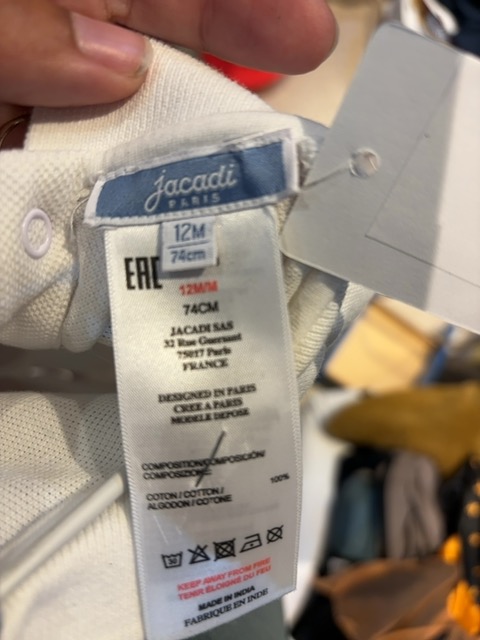 jacadi
PARIS
12M
74cm
EAC
12M/M
74CM
JACADI SAS
32 Rue Guersant
75017 Paris
FRANCE
DESIGNED IN PARIS
CREE A PARIS
MODELE DEPOSE
COMPOSITION/COMPOSICIÓN/
COMPOSIZIONE
100%
COTON / COTTON /
ALGODON / COTONE
30
KEEP AWAY FROM FIRE
TENIR ÉLOIGNE DU FEU
MADE IN INDIA
FABRIQUE EN INDE